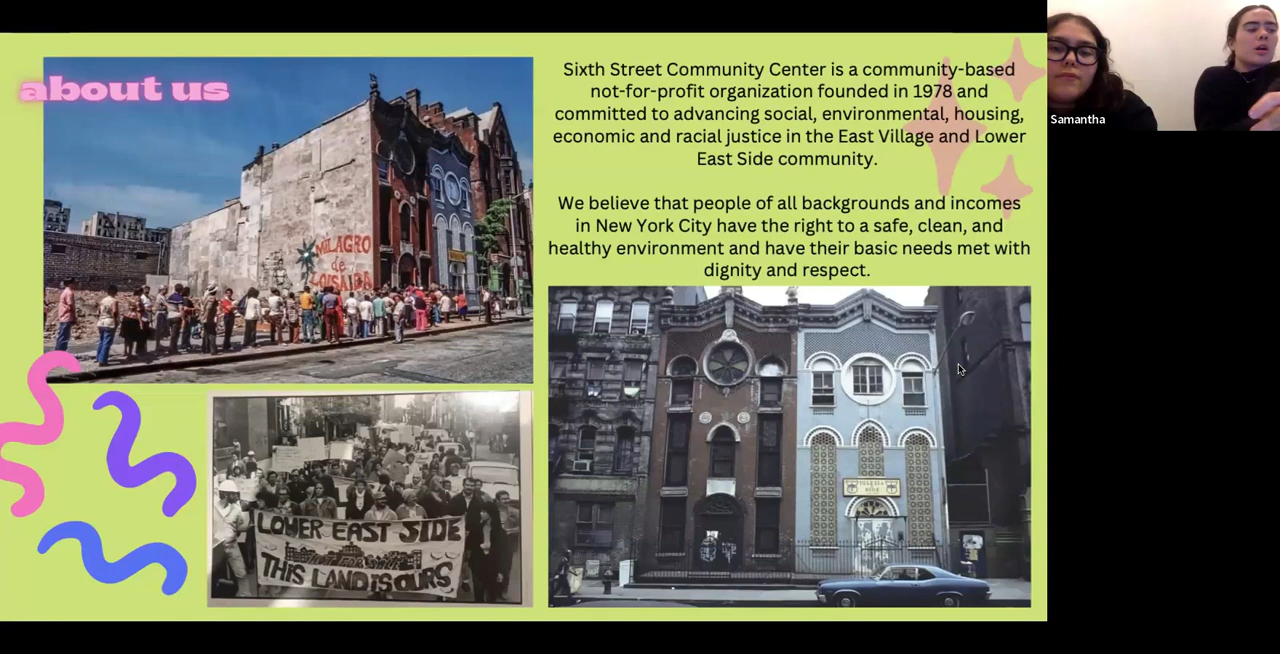 about us
Sixth Street Community Center is a community-based
not-for-profit organization founded in 1978 and
committed to advancing social, environmental, housing,
economic and racial justice in the East Village and Lower
East Side community.
We believe that people of all backgrounds and incomes
in New York City have the right to a safe, clean, and
healthy environment and have their basic needs met with
dignity and respect.
MILAGRO
de
LOISAIDA
LOWER EAST SIDE
THIS LAND IS OURS
Samantha